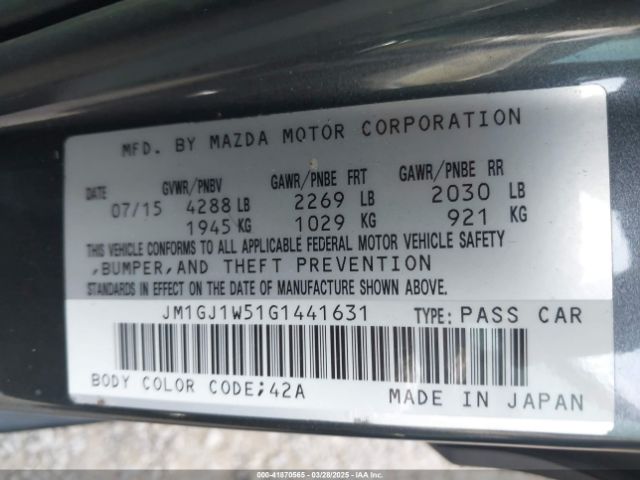 MFD. BY MAZDA MOTOR CORPORATION
DATE GVWR/PNBV GAWR/PNBE FRT GAWR/PNBE RR
07/15 4288 LB 2269 LB 2030 LB
1945 KG 1029 KG 921 KG
THIS VEHICLE CONFORMS TO ALL APPLICABLE FEDERAL MOTOR VEHICLE SAFETY
,BUMPER,AND THEFT PREVENTION
IN EFFECT ON THE DATE OF MANUFACTURE SHOWN ABOVE.
JM1GJ1W51G1441631 TYPE: PASS CAR
BODY COLOR CODE;42A MADE IN JAPAN
000-41870565 - 03/28/2025 - IAAI.COM